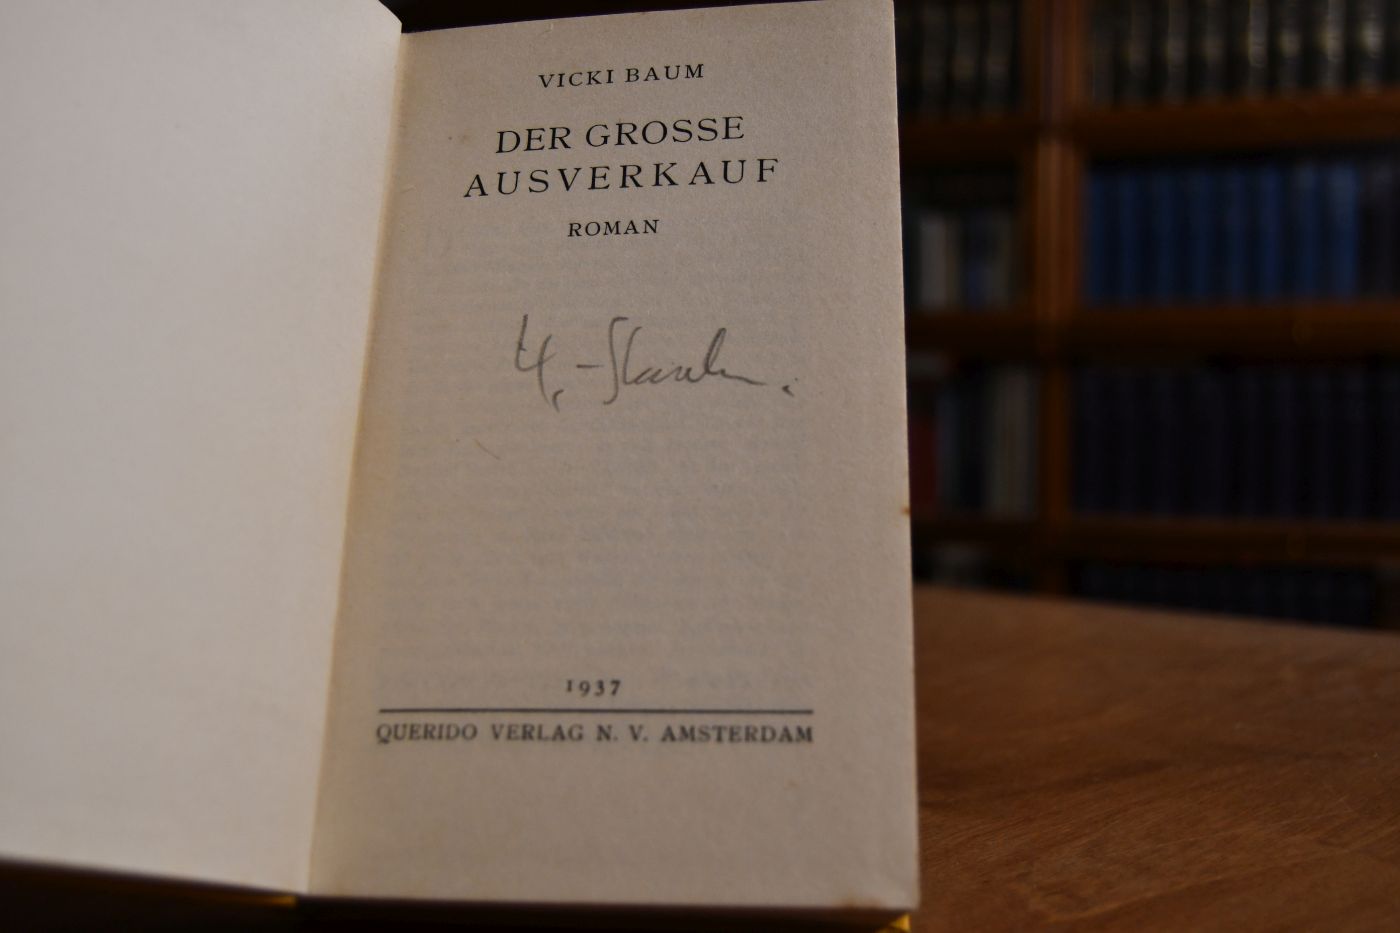 VICKI BAUM
DER GROSSE
AUSVERKAUF
ROMAN
1937
QUERIDO VERLAG N. V. AMSTERDAM